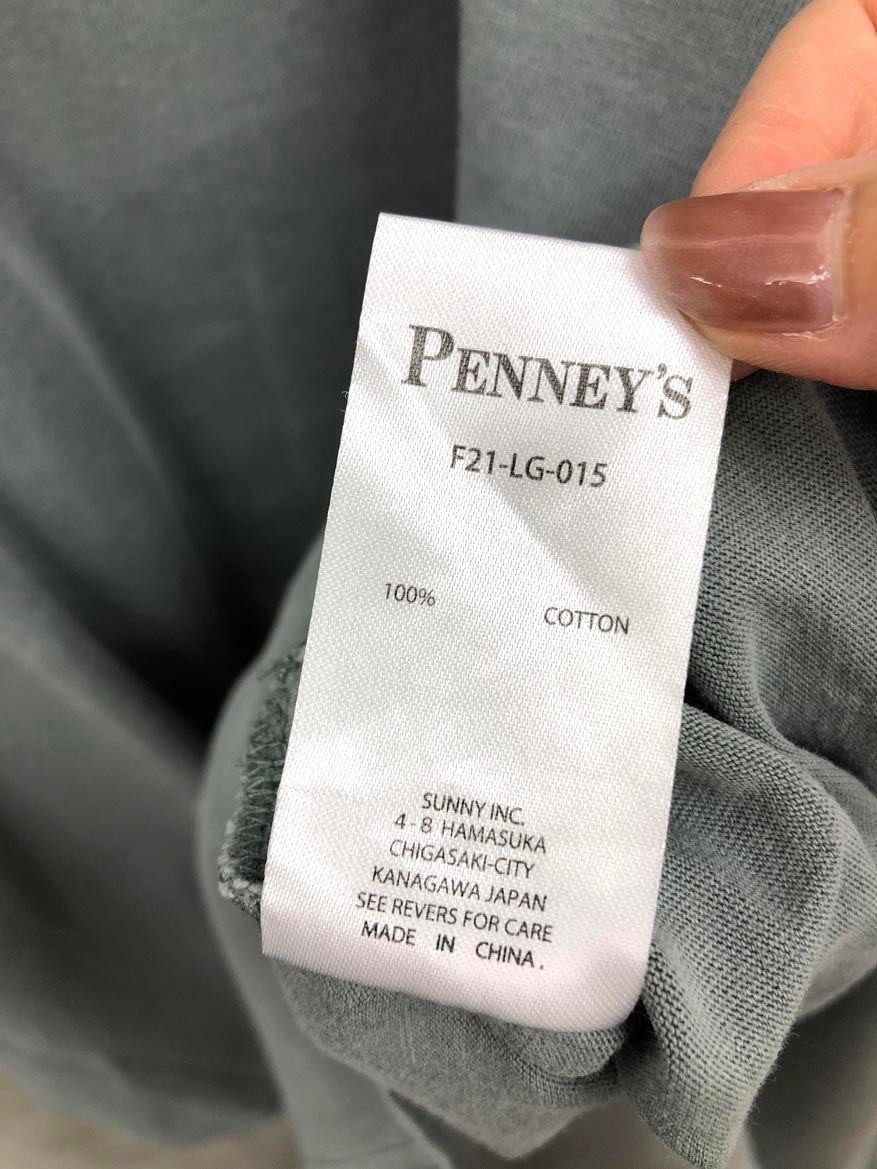 PENNEY'S
F21-LG-015
100% COTTON
SUNNY INC.
4-8 HAMASUKA
CHIGASAKI-CITY
KANAGAWA JAPAN
SEE REVERS FOR CARE
MADE IN CHINA.